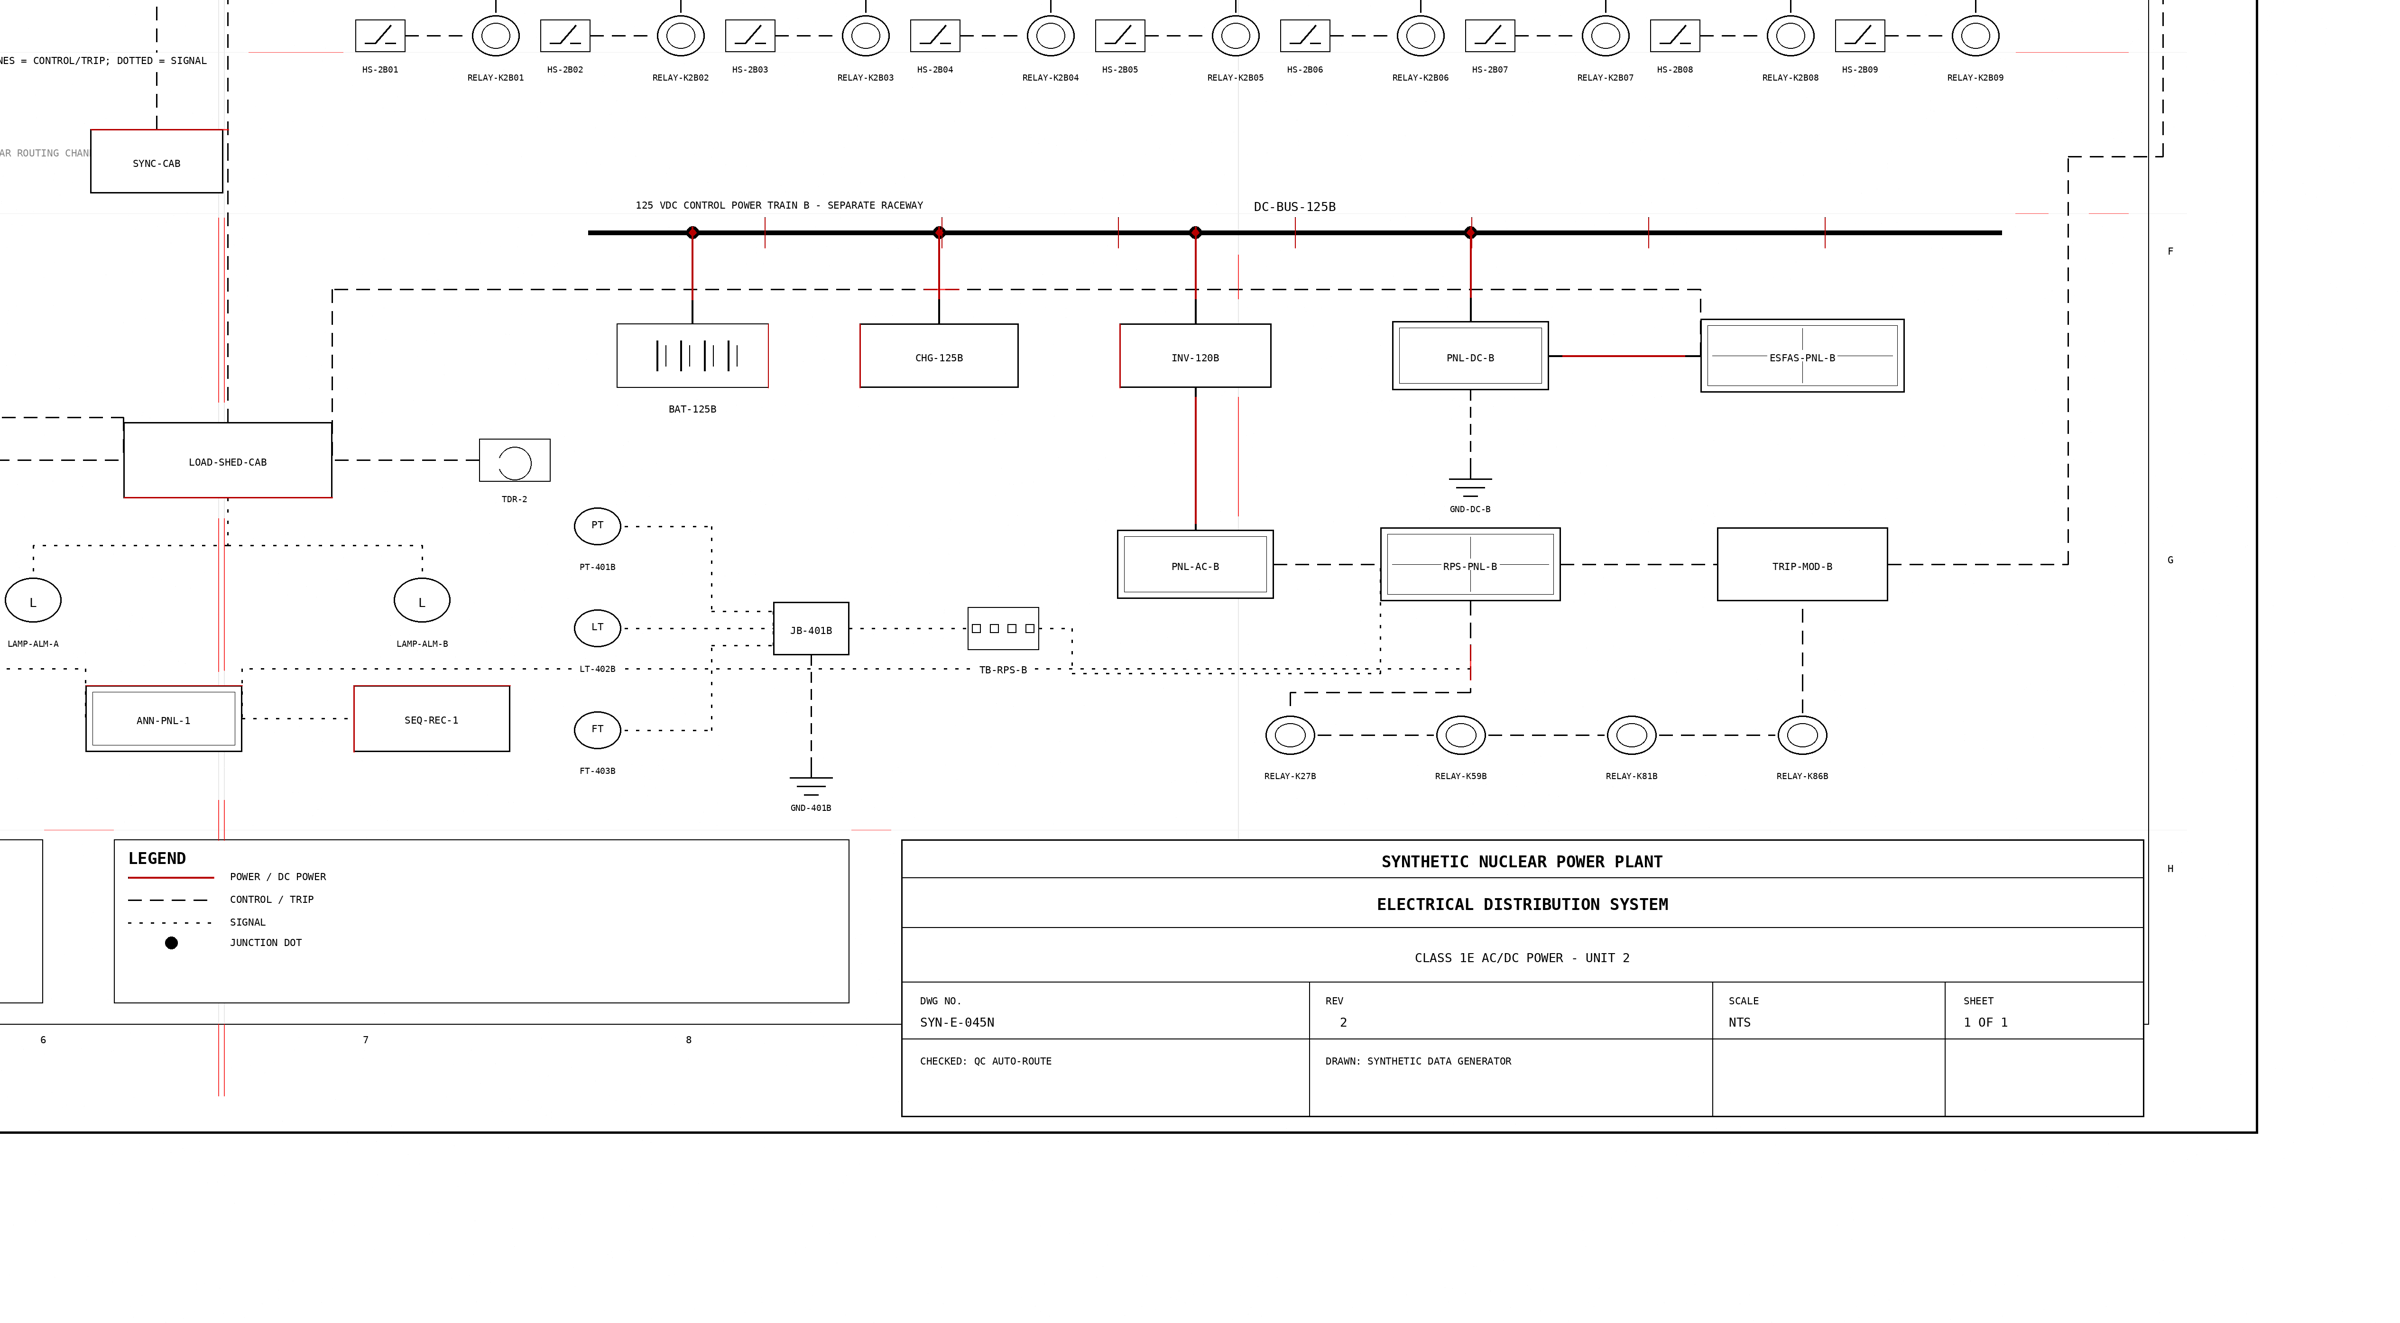 HS-2B01
RELAY-K2B01
HS-2B02
RELAY-K2B02
HS-2B03
RELAY-K2B03
HS-2B04
RELAY-K2B04
HS-2B05
RELAY-K2B05
HS-2B06
RELAY-K2B06
HS-2B07
RELAY-K2B07
HS-2B08
RELAY-K2B08
HS-2B09
RELAY-K2B09
NES = CONTROL/TRIP; DOTTED = SIGNAL
AR ROUTING CHAN
SYNC-CAB
125 VDC CONTROL POWER TRAIN B - SEPARATE RACEWAY
DC-BUS-125B
F
BAT-125B
CHG-125B
INV-120B
PNL-DC-B
ESFAS-PNL-B
LOAD-SHED-CAB
TDR-2
GND-DC-B
PT
PT-401B
PNL-AC-B
RPS-PNL-B
TRIP-MOD-B
G
L
LAMP-ALM-A
L
LAMP-ALM-B
LT
LT-402B
JB-401B
TB-RPS-B
ANN-PNL-1
SEQ-REC-1
FT
FT-403B
GND-401B
RELAY-K27B
RELAY-K59B
RELAY-K81B
RELAY-K86B
LEGEND
POWER / DC POWER
CONTROL / TRIP
SIGNAL
JUNCTION DOT
H
SYNTHETIC NUCLEAR POWER PLANT
ELECTRICAL DISTRIBUTION SYSTEM
CLASS 1E AC/DC POWER - UNIT 2
DWG NO.
SYN-E-045N
REV
2
SCALE
NTS
SHEET
1 OF 1
CHECKED: QC AUTO-ROUTE
DRAWN: SYNTHETIC DATA GENERATOR
6
7
8